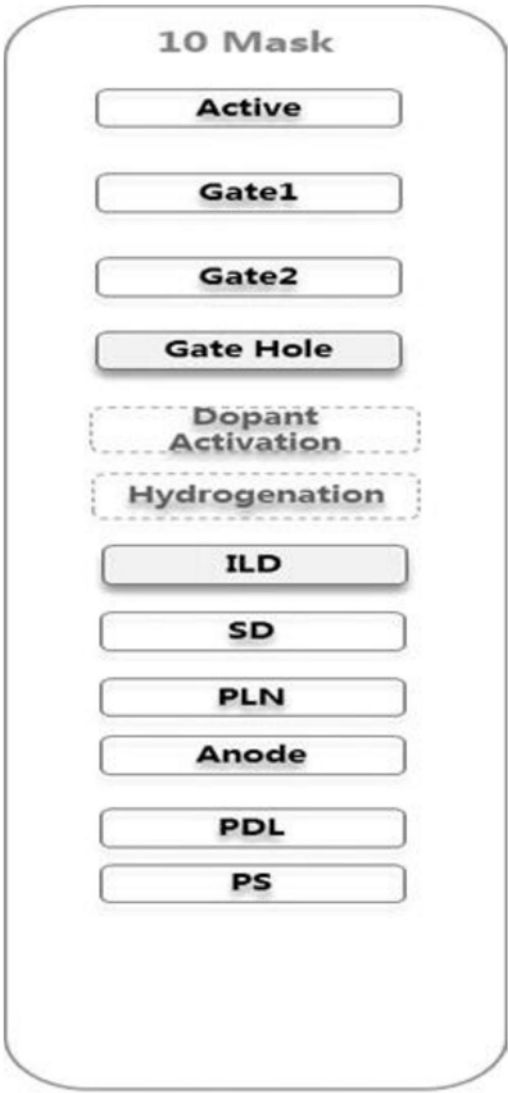 10 Mask
Active
Gate1
Gate2
Gate Hole
Dopant
Activation
Hydrogenation
ILD
SD
PLN
Anode
PDL
PS